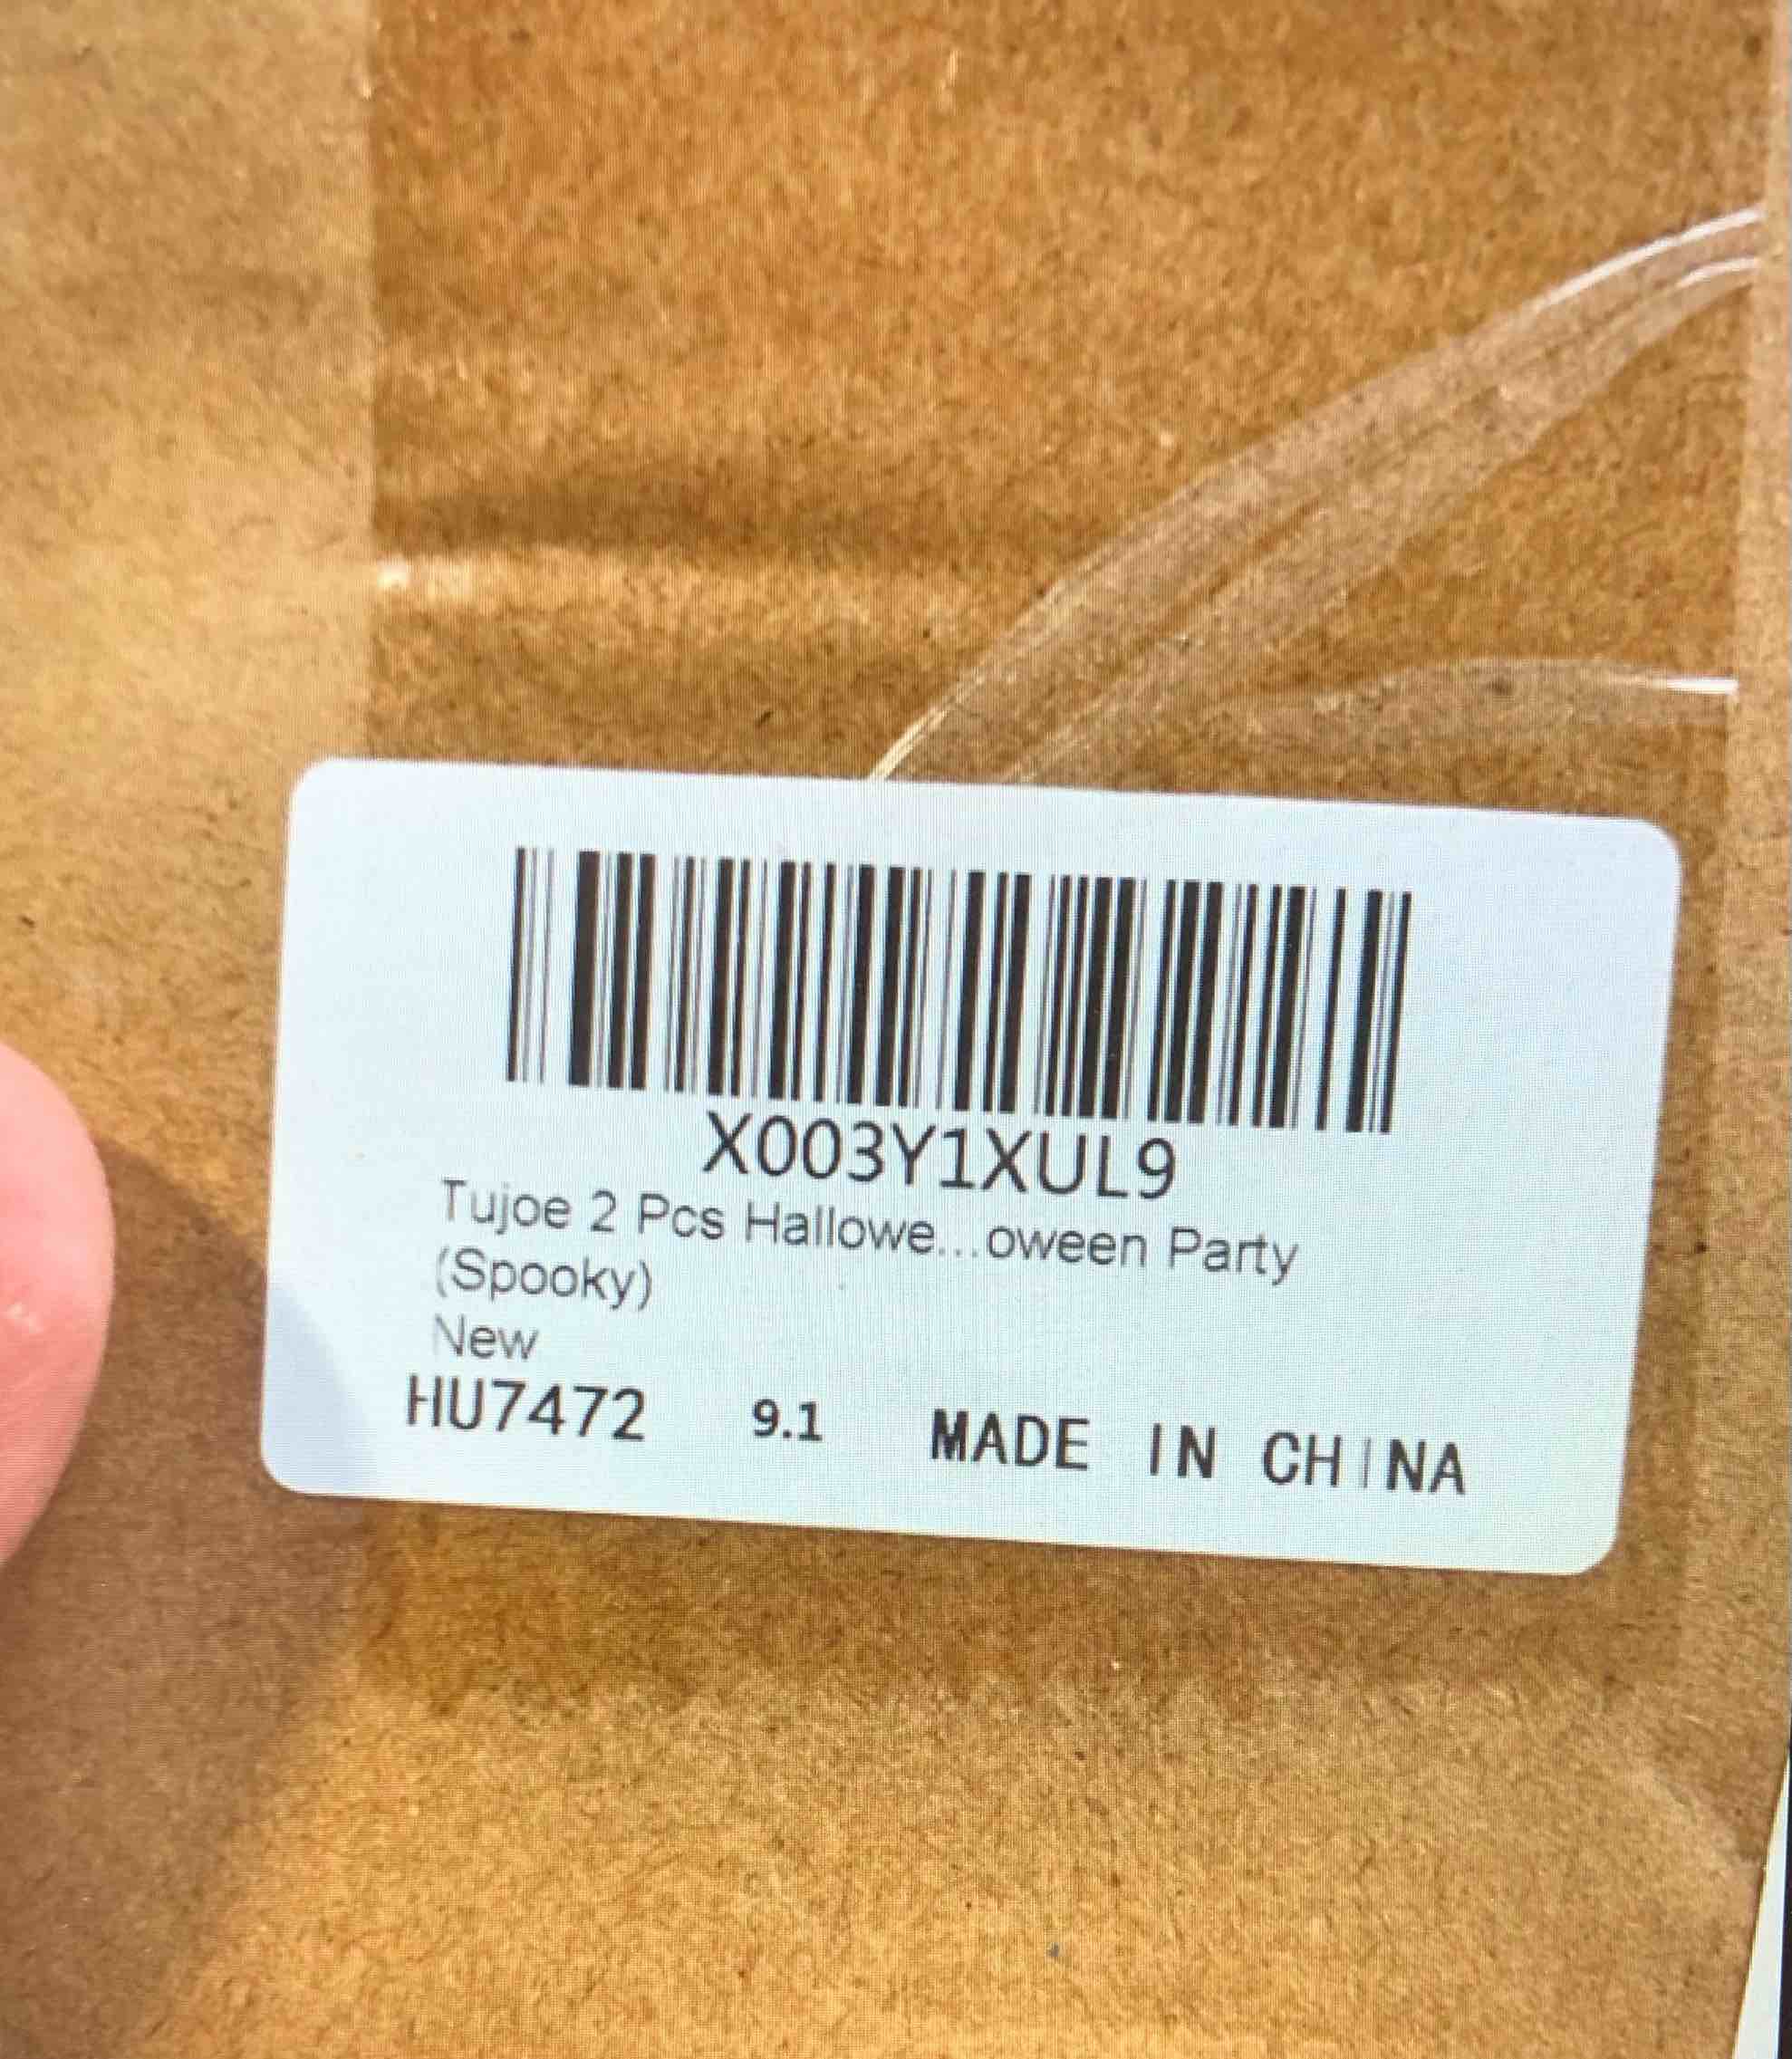 X003Y1XUL9
Tujoe 2 Pcs Hallowe...oween Party
(Spooky)
New
HU7472 9.1 MADE IN CHINA